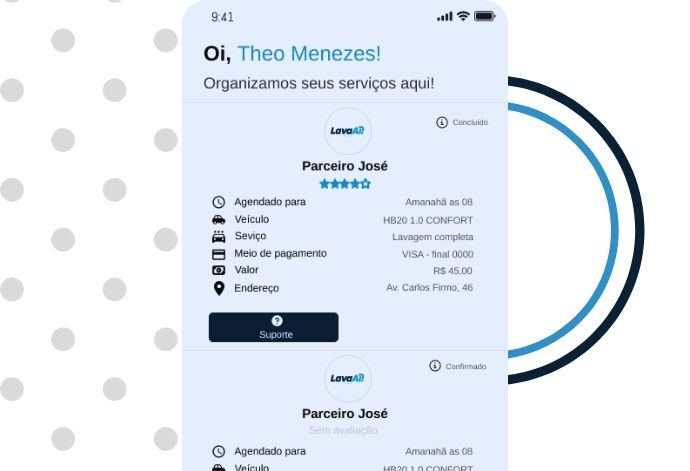 9:41
Oi, Theo Menezes!
Organizamos seus serviços aqui!
LavaAí!
Concluído
Parceiro José
Agendado para Amanahã as 08
Veículo HB20 1.0 CONFORT
Seviço Lavagem completa
Meio de pagamento VISA - final 0000
Valor R$ 45,00
Endereço Av. Carlos Firmo, 46
Suporte
LavaAí!
Confirmado
Parceiro José
Sem avaliação
Agendado para Amanahã as 08
Veículo HB20 1.0 CONFORT